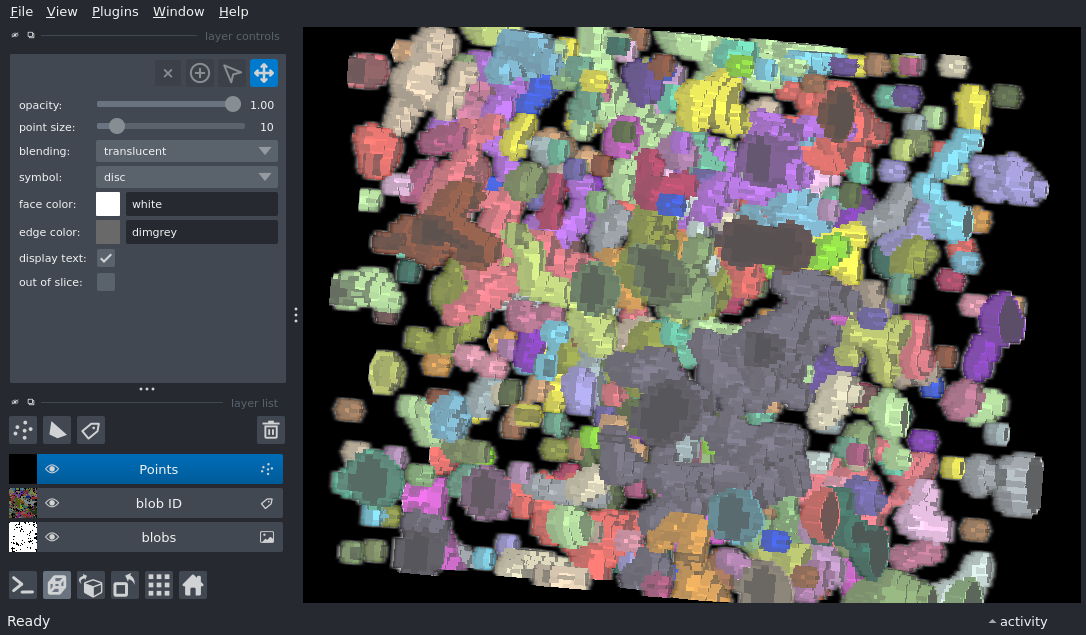 File View Plugins Window Help
layer controls
opacity: 1.00
point size: 10
blending: translucent
symbol: disc
face color: white
edge color: dimgrey
display text:
out of slice:
layer list
Points
blob ID
blobs
Ready
activity